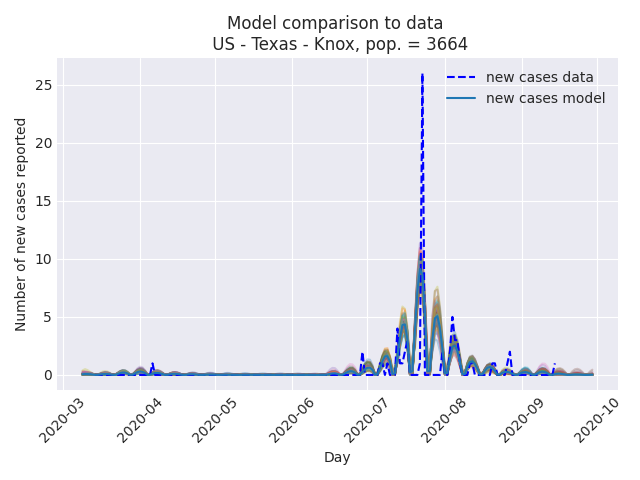 Model comparison to data
US - Texas - Knox, pop. = 3664
new cases data
new cases model
Number of new cases reported
25
20
15
10
5
0
2020-03
2020-04
2020-05
2020-06
2020-07
2020-08
2020-09
2020-10
Day